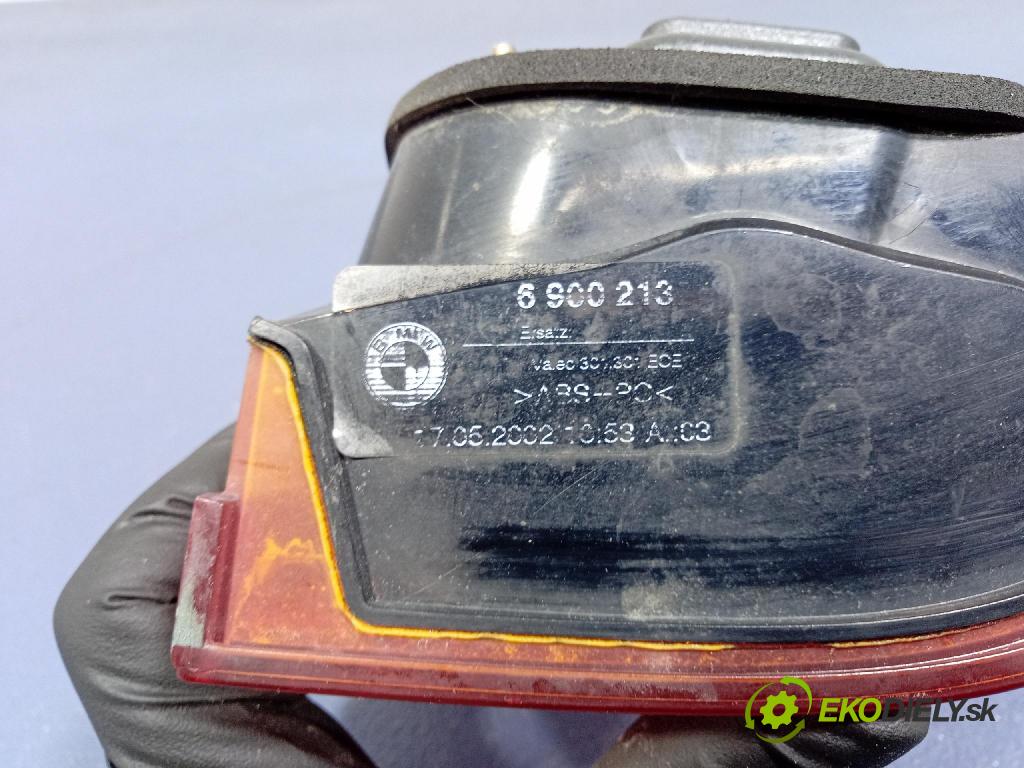 6 900 213
Ersatz:
BMW
Valeo 301.301 ECE
>ABS+PC<
17.05.2002 10:53 A:03
EKODIELY.sk